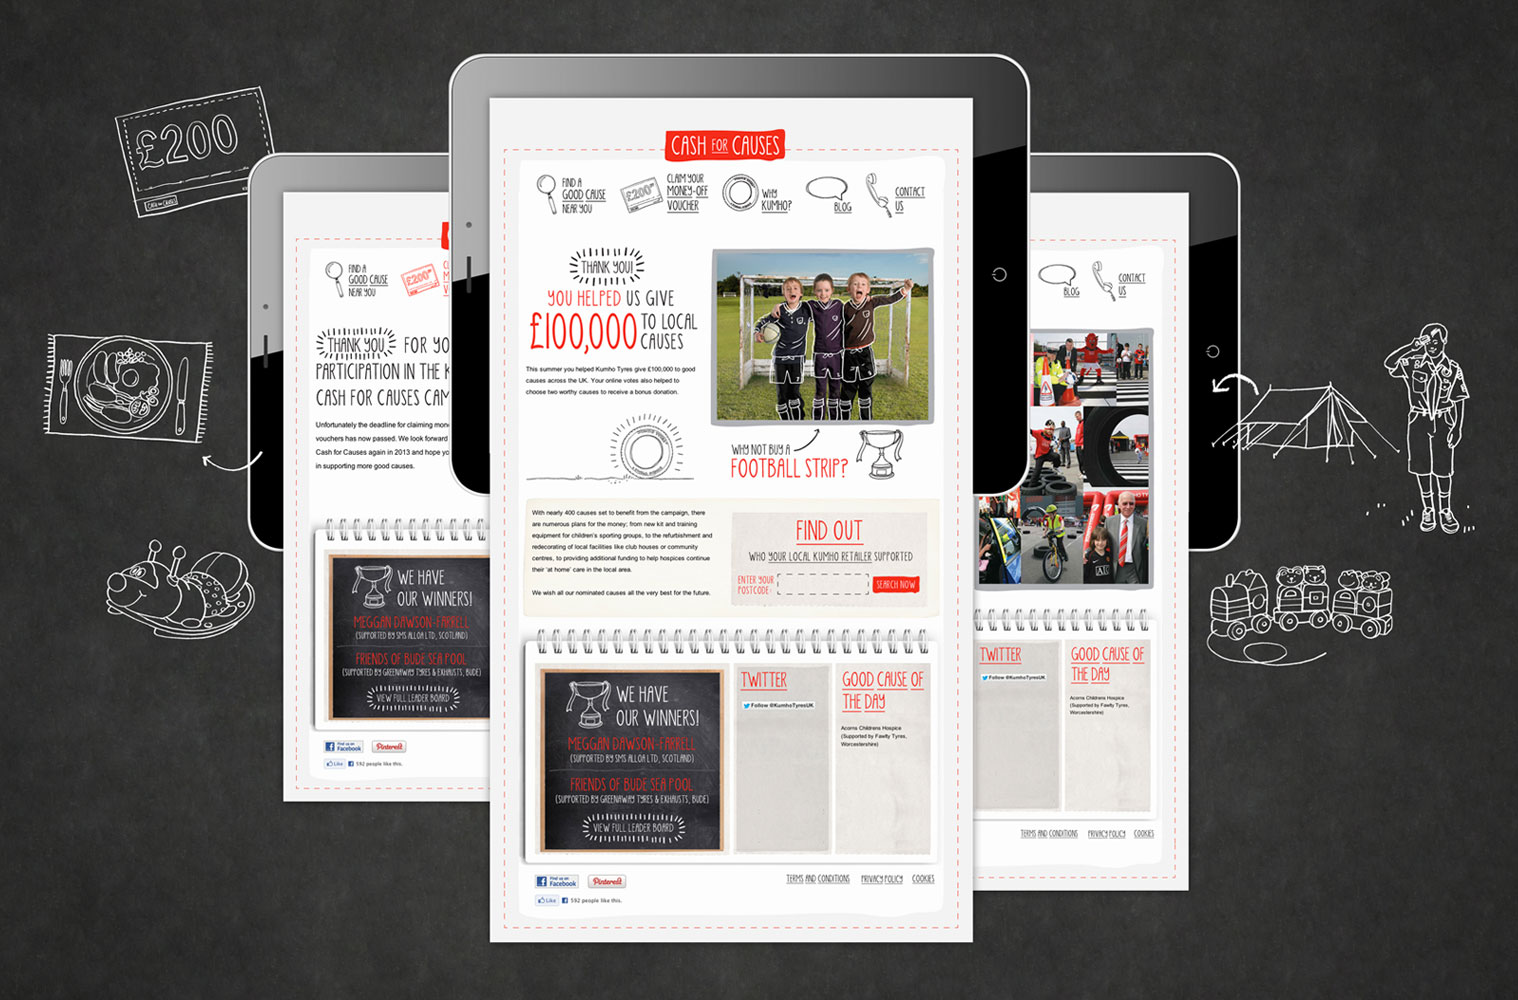 £200
CASH FOR CAUSES
CASH FOR CAUSES
FIND A
GOOD CAUSE
NEAR YOU
£200
CLAIM YOUR
MONEY-OFF
VOUCHER
WHY
KUMHO?
BLOG
CONTACT
US
THANK YOU!
YOU HELPED US GIVE
£100,000 TO LOCAL
CAUSES
This summer you helped Kumho Tyres give £100,000 to good
causes across the UK. Your online votes also helped to
choose two worthy causes to receive a bonus donation.
WHY NOT BUY A
FOOTBALL STRIP?
With nearly 400 causes set to benefit from the campaign, there
are numerous plans for the money; from new kit and training
equipment for children's sporting groups, to the refurbishment and
redecorating of local facilities like club houses or community
centres, to providing additional funding to help hospices continue
their 'at home' care in the local area.
We wish all our nominated causes all the very best for the future.
FIND OUT
WHO YOUR LOCAL KUMHO RETAILER SUPPORTED
ENTER YOUR
POSTCODE:
SEARCH NOW
WE HAVE
OUR WINNERS!
MEGGAN DAWSON-FARRELL
(SUPPORTED BY SMS ALLOA LTD, SCOTLAND)
FRIENDS OF BUDE SEA POOL
(SUPPORTED BY GREENAWAY TYRES & EXHAUSTS, BUDE)
VIEW FULL LEADER BOARD
TWITTER
Follow @KumhoTyresUK
GOOD CAUSE OF
THE DAY
Acorns Childrens Hospice
(Supported by Fawlty Tyres,
Worcestershire)
Find us on
Facebook
Pinterest
Like
592 people like this.
TERMS AND CONDITIONS
PRIVACY POLICY
COOKIES
FIND A
GOOD CAUSE
NEAR YOU
£200
THANK YOU FOR YO
PARTICIPATION IN THE K
CASH FOR CAUSES CAM
Unfortunately the deadline for claiming mon
vouchers has now passed. We look forward
Cash for Causes again in 2013 and hope yo
in supporting more good causes.
WE HAVE
OUR WINNERS!
MEGGAN DAWSON-FARRELL
(SUPPORTED BY SMS ALLOA LTD, SCOTLAND)
FRIENDS OF BUDE SEA POOL
(SUPPORTED BY GREENAWAY TYRES & EXHAUSTS, BUDE)
VIEW FULL LEADER BOARD
Find us on
Facebook
Pinterest
Like
592 people like this.
BLOG
CONTACT
US
TWITTER
Follow @KumhoTyresUK
GOOD CAUSE OF
THE DAY
Acorns Childrens Hospice
(Supported by Fawlty Tyres,
Worcestershire)
TERMS AND CONDITIONS
PRIVACY POLICY
COOKIES